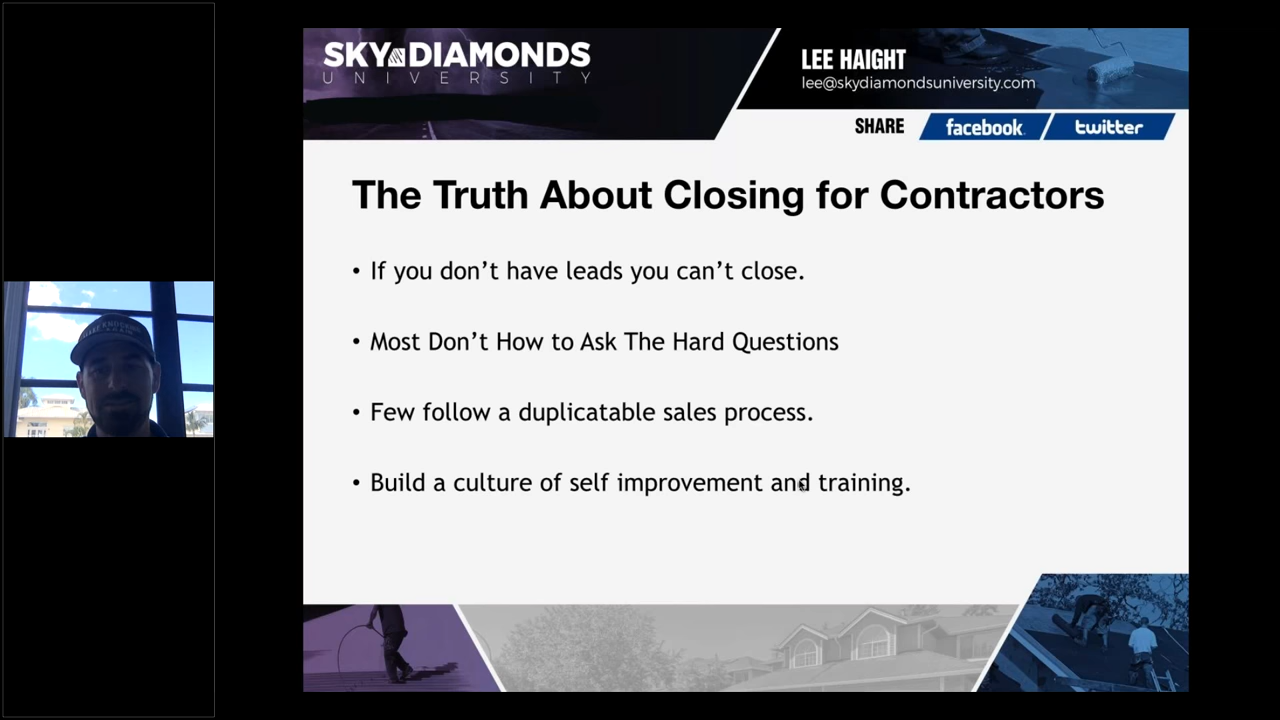 SKY DIAMONDS
UNIVERSITY
LEE HAIGHT
lee@skydiamondsuniversity.com
SHARE facebook twitter
The Truth About Closing for Contractors
• If you don’t have leads you can’t close.
• Most Don’t How to Ask The Hard Questions
• Few follow a duplicatable sales process.
• Build a culture of self improvement and training.